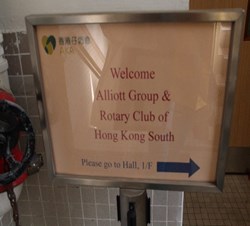 Welcome
Alliott Group &
Rotary Club of
Hong Kong South
Please go to Hall, 1/F